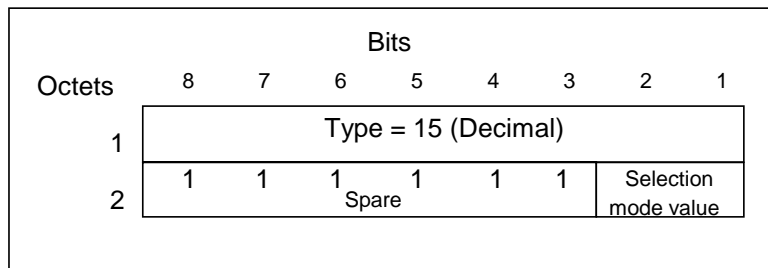 Bits
Octets 8 7 6 5 4 3 2 1
1 Type = 15 (Decimal)
2 1 1 1 1 1 1 Selection
Spare mode value